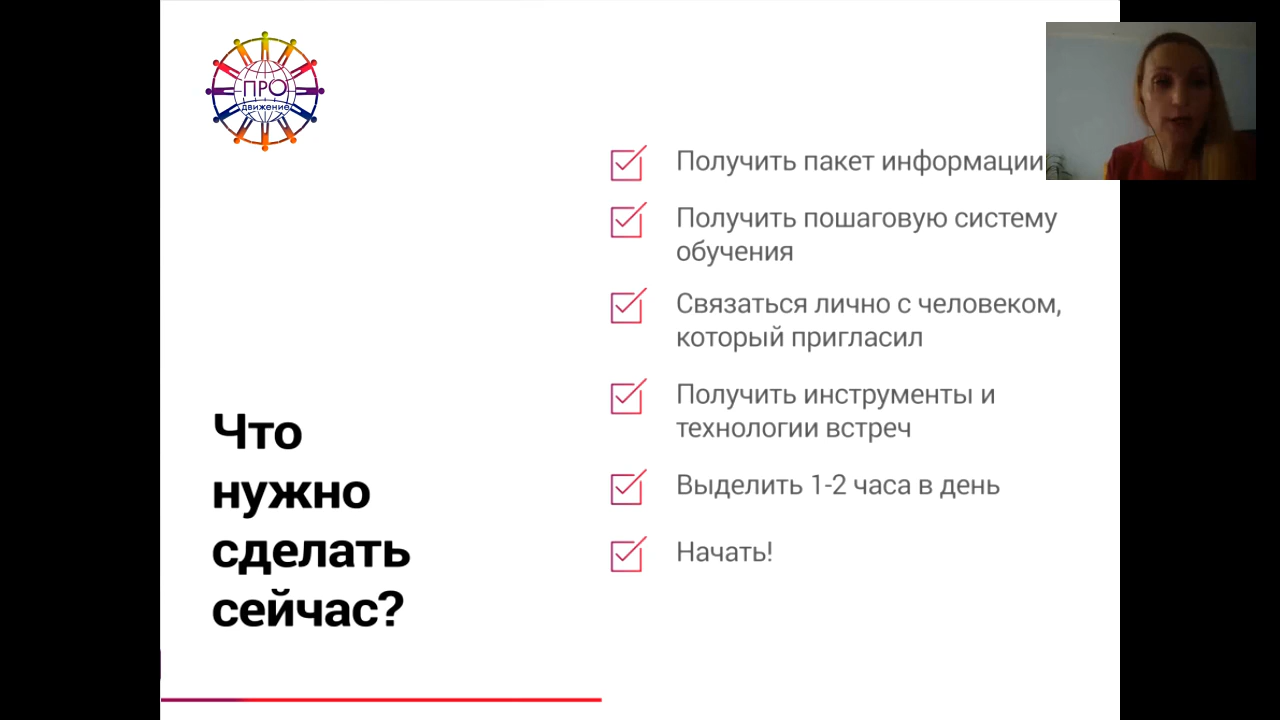 ПРО
движение
Получить пакет информации
Получить пошаговую систему
обучения
Связаться лично с человеком,
который пригласил
Получить инструменты и
технологии встреч
Выделить 1-2 часа в день
Начать!
Что
нужно
сделать
сейчас?